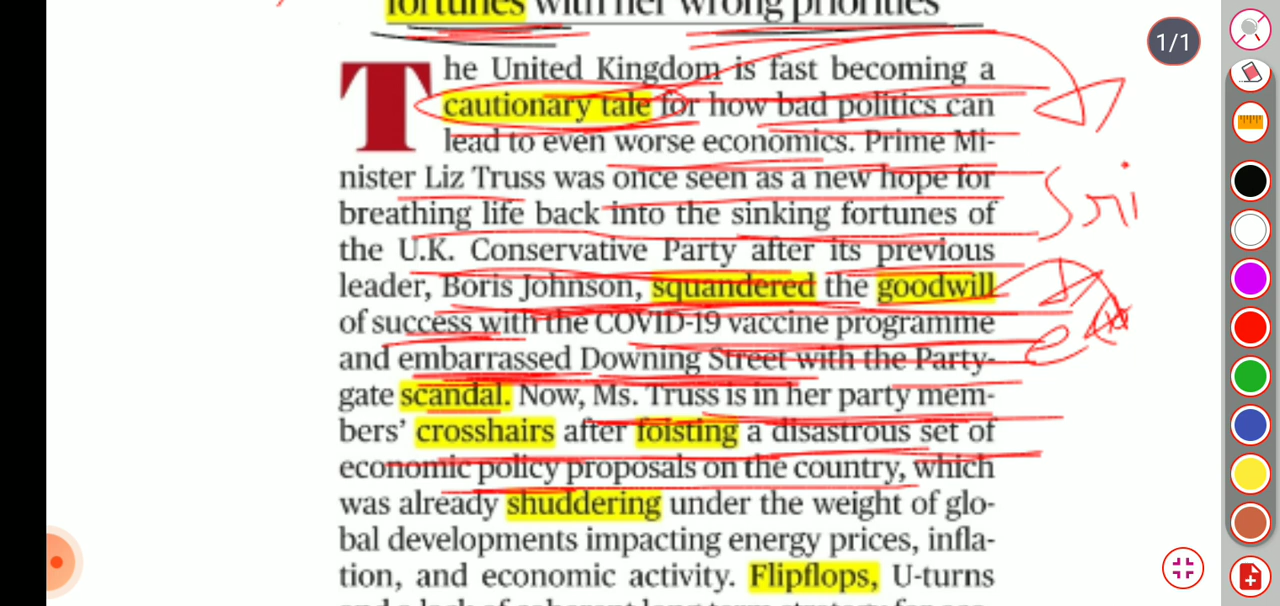 fortunes with her wrong priorities
1/1
The United Kingdom is fast becoming a
cautionary tale for how bad politics can
lead to even worse economics. Prime Mi-
nister Liz Truss was once seen as a new hope for
breathing life back into the sinking fortunes of
the U.K. Conservative Party after its previous
leader, Boris Johnson, squandered the goodwill
of success with the COVID-19 vaccine programme
and embarrassed Downing Street with the Party-
gate scandal. Now, Ms. Truss is in her party mem-
bers’ crosshairs after foisting a disastrous set of
economic policy proposals on the country, which
was already shuddering under the weight of glo-
bal developments impacting energy prices, infla-
tion, and economic activity. Flipflops, U-turns